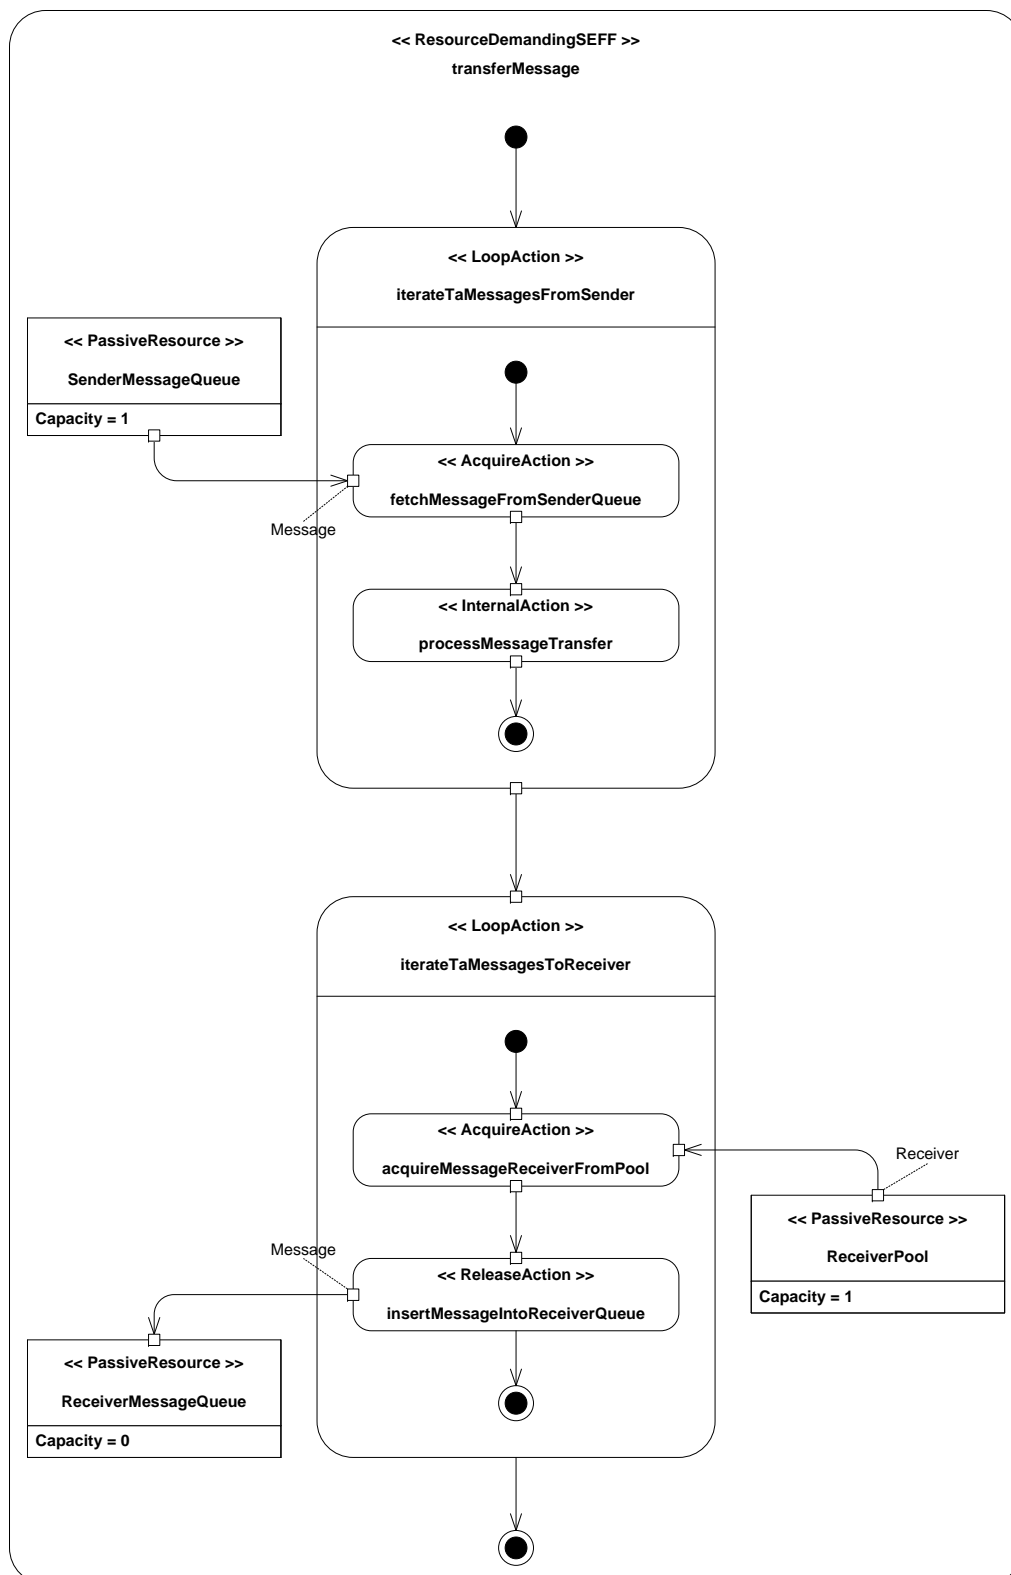 << ResourceDemandingSEFF >>
transferMessage
<< LoopAction >>
iterateTaMessagesFromSender
<< PassiveResource >>
SenderMessageQueue
Capacity = 1
<< AcquireAction >>
fetchMessageFromSenderQueue
Message
<< InternalAction >>
processMessageTransfer
<< LoopAction >>
iterateTaMessagesToReceiver
<< AcquireAction >>
acquireMessageReceiverFromPool
Receiver
<< PassiveResource >>
ReceiverPool
Capacity = 1
Message
<< ReleaseAction >>
insertMessageIntoReceiverQueue
<< PassiveResource >>
ReceiverMessageQueue
Capacity = 0